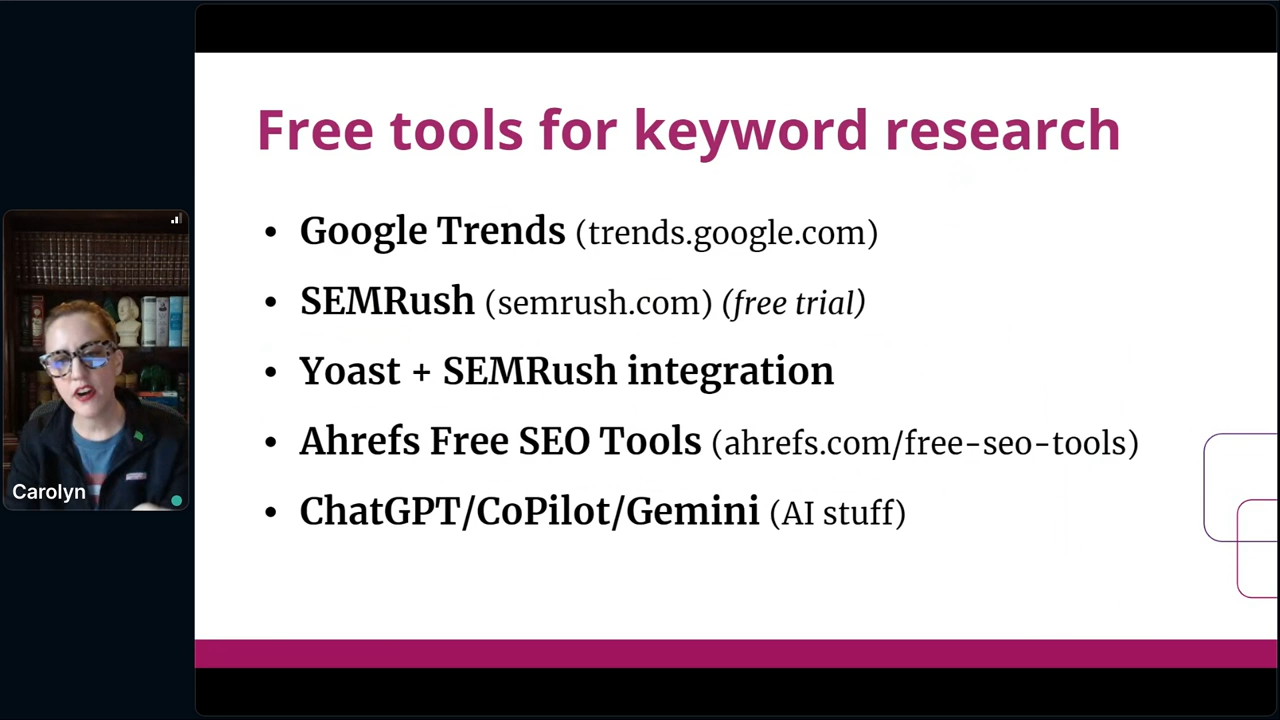 Free tools for keyword research
• Google Trends (trends.google.com)
• SEMRush (semrush.com) (free trial)
• Yoast + SEMRush integration
• Ahrefs Free SEO Tools (ahrefs.com/free-seo-tools)
• ChatGPT/CoPilot/Gemini (AI stuff)
Carolyn